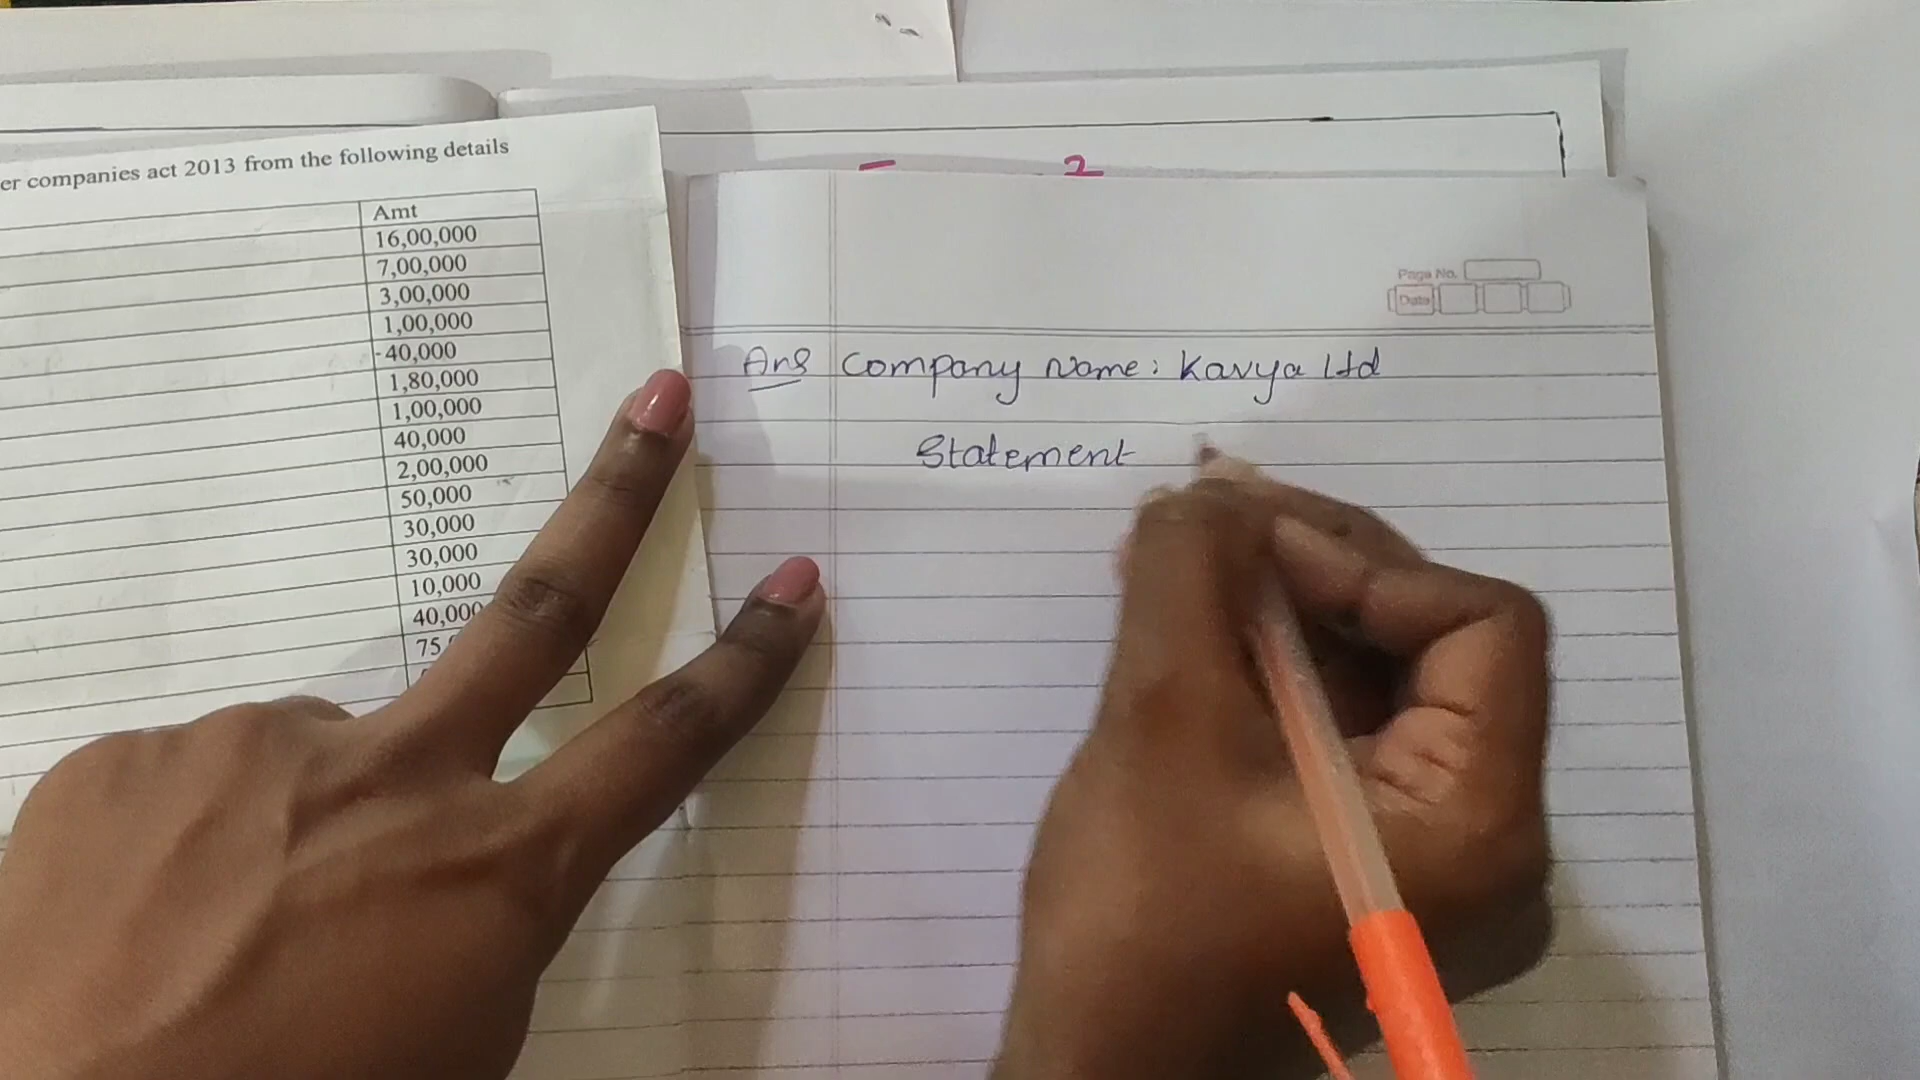 er companies act 2013 from the following details
Amt
16,00,000
7,00,000
3,00,000
1,00,000
40,000
1,80,000
1,00,000
40,000
2,00,000
50,000
30,000
30,000
10,000
40,000
75
2
Page No.
Date
Ans Company Name: Kavya Ltd
Statement